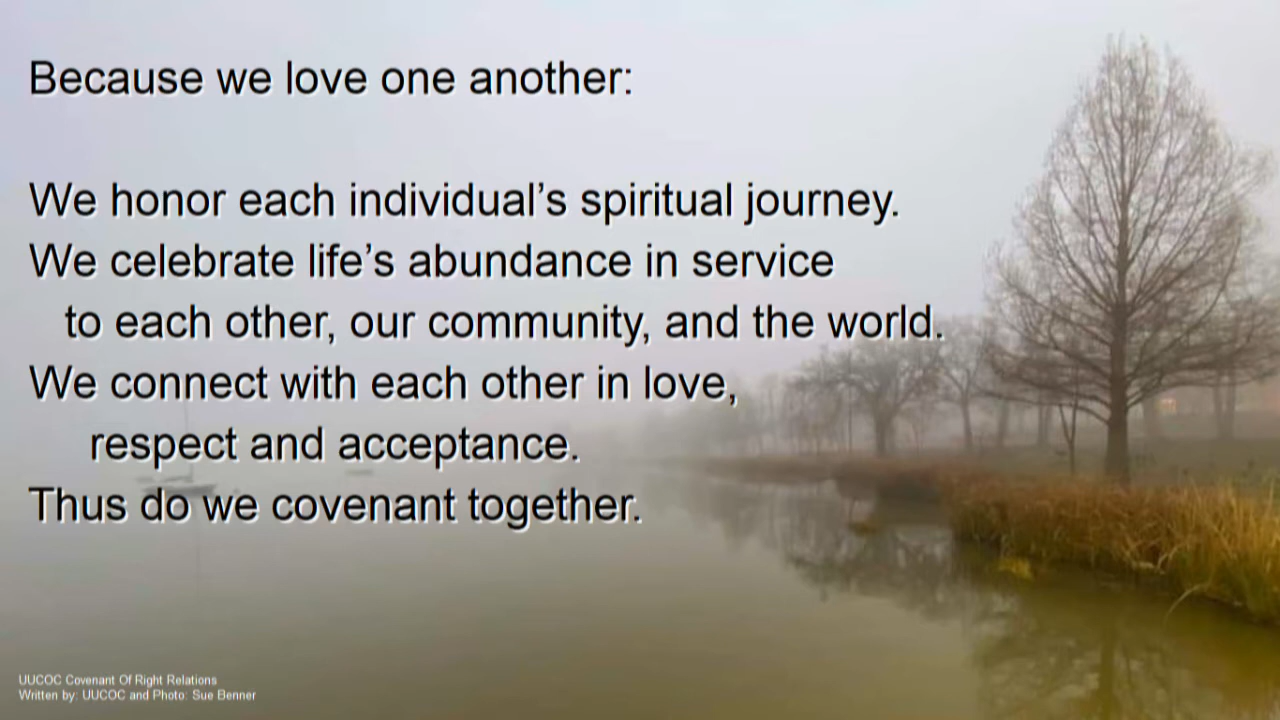 Because we love one another:
We honor each individual’s spiritual journey.
We celebrate life’s abundance in service
to each other, our community, and the world.
We connect with each other in love,
respect and acceptance.
Thus do we covenant together.
UUCOC Covenant Of Right Relations
Written by: UUCOC and Photo: Sue Benner